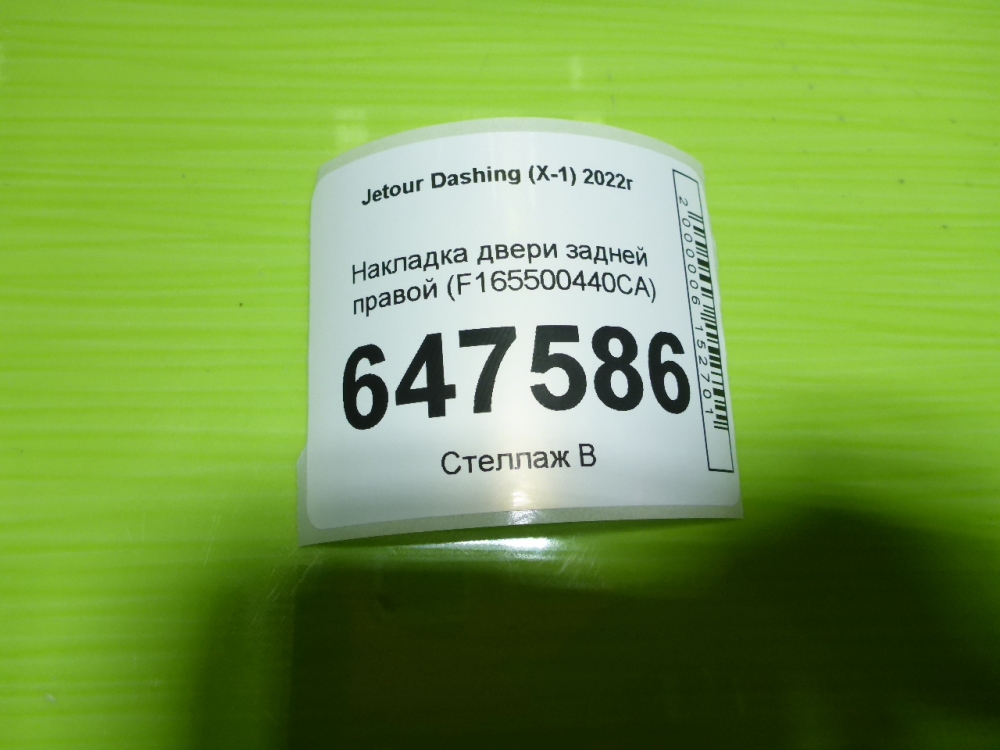 Jetour Dashing (X-1) 2022г
Накладка двери задней
правой (F165500440CA)
647586
Стеллаж В
2000006152701